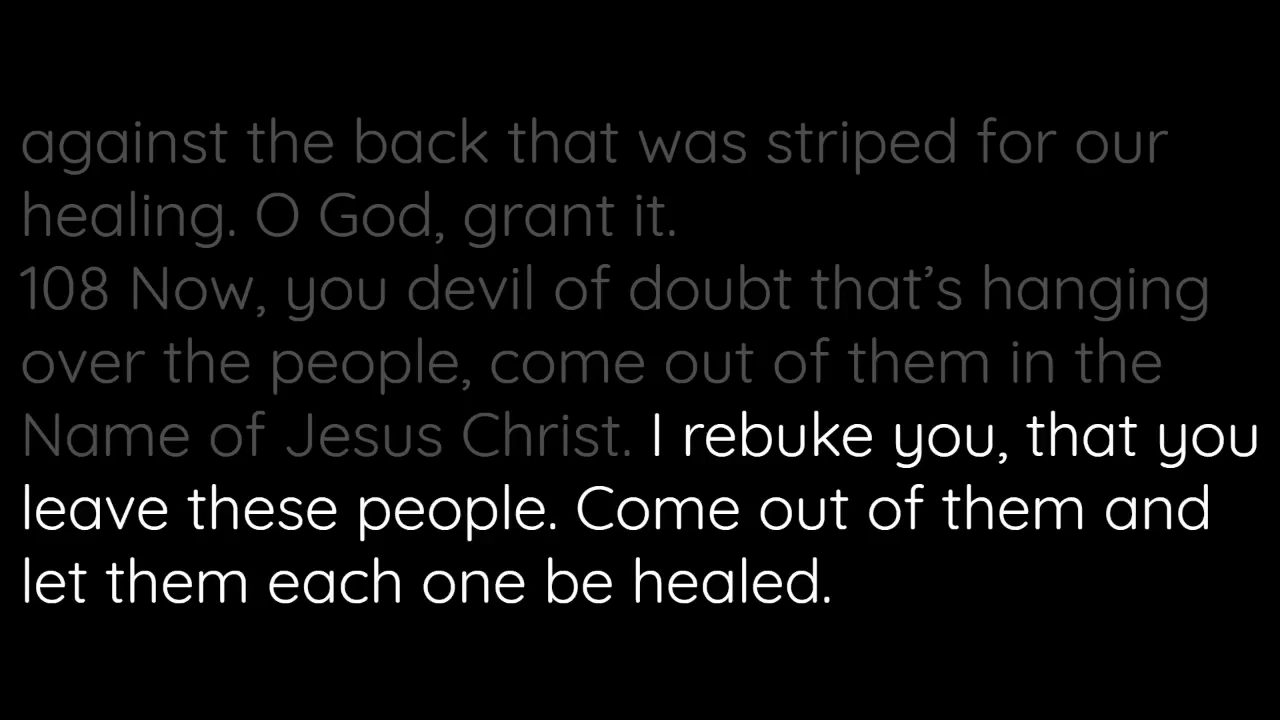 against the back that was striped for our
healing. O God, grant it.
108 Now, you devil of doubt that’s hanging
over the people, come out of them in the
Name of Jesus Christ. I rebuke you, that you
leave these people. Come out of them and
let them each one be healed.